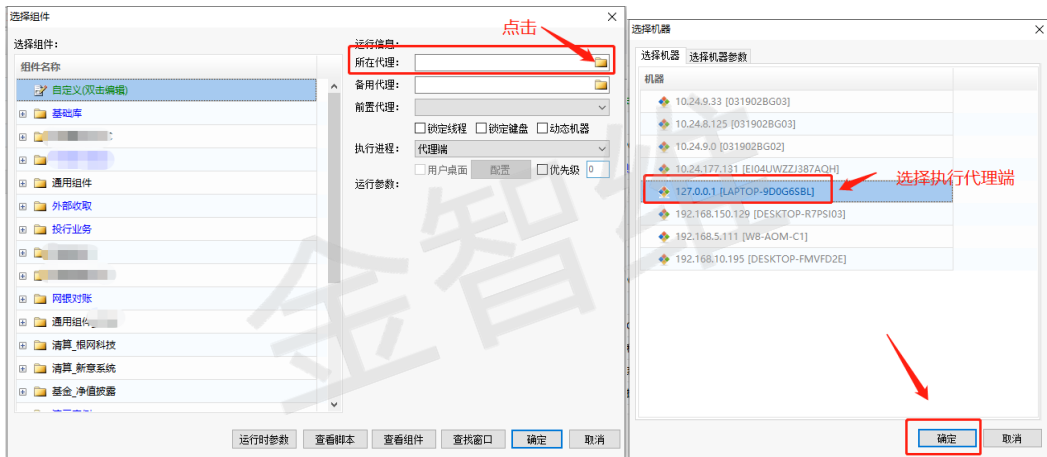 选择组件
选择组件：
组件名称
自定义(双击编辑)
基础库
通用组件
外部收取
投行业务
网银对账
通用组件
清算_根网科技
清算_新意系统
基金_净值披露
点击
运行信息：
所在代理：
备用代理：
前置代理：
锁定线程 锁定键盘 动态机器
执行进程： 代理端
用户桌面 配置 优先级 0
运行参数：
运行时参数 查看脚本 查看组件 查找窗口 确定 取消
选择机器
选择机器 选择机器参数
机器
10.24.9.33 [031902BG03]
10.24.8.125 [031902BG03]
10.24.9.0 [031902BG02]
10.24.177.131 [EI04UWZZJ387AQH]
127.0.0.1 [LAPTOP-9D0G6SBL]
选择执行代理端
192.168.150.129 [DESKTOP-R7PSI03]
192.168.5.111 [W8-AOM-C1]
192.168.10.195 [DESKTOP-FMVFD2E]
确定 取消
金智维